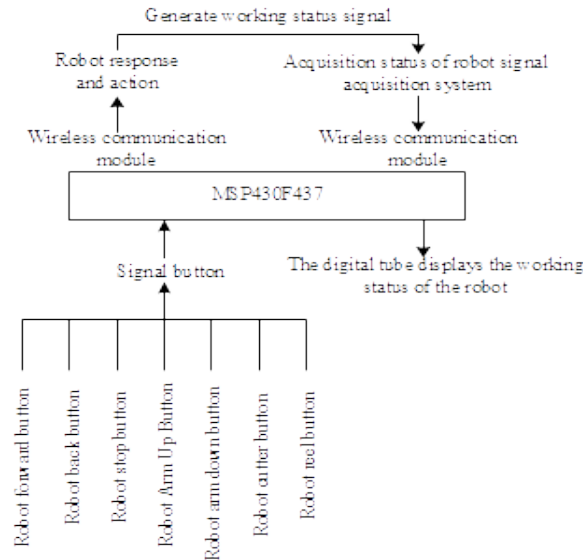 Generate working status signal
Robot response
and action
Acquisition status of robot signal
acquisition system
Wireless communication
module
Wireless communication
module
MSP430F437
Signal button
The digital tube displays the working
status of the robot
Robot forward button
Robot back button
Robot stop button
Robot Arm Up Button
Robot arm down button
Robot cutter button
Robot reel button